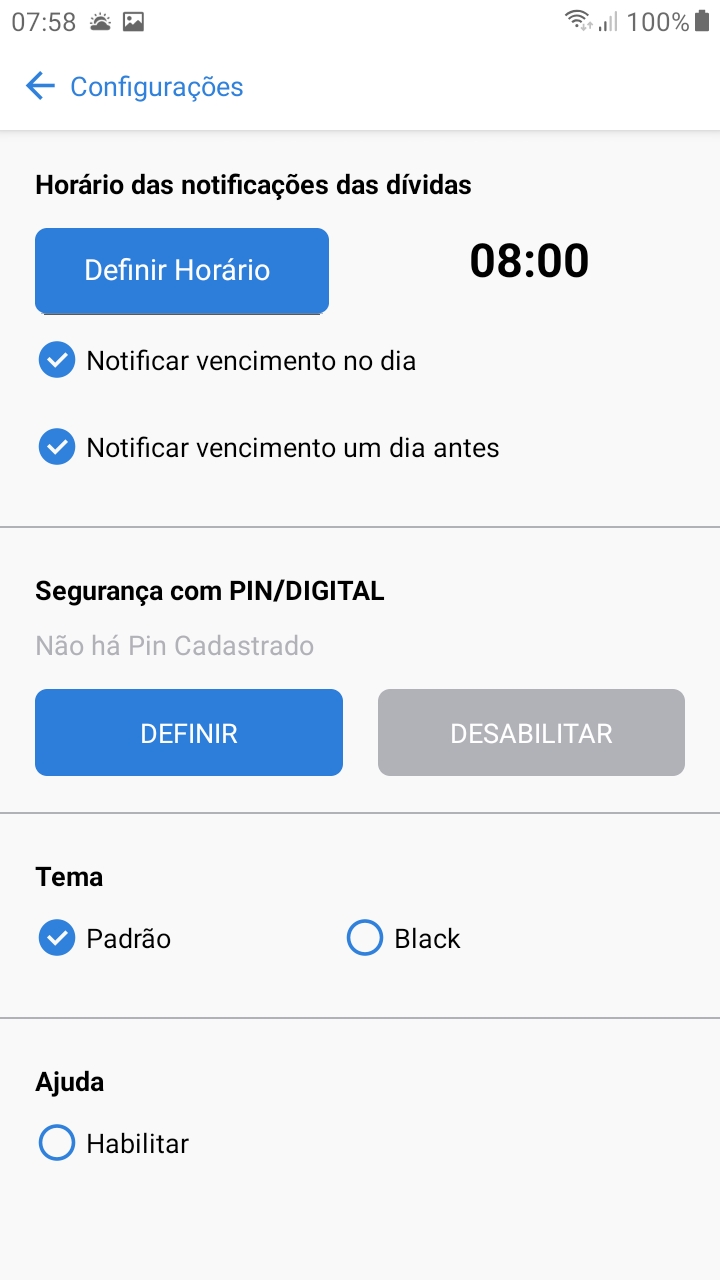 07:58 100%
Configurações
Horário das notificações das dívidas
Definir Horário 08:00
Notificar vencimento no dia
Notificar vencimento um dia antes
Segurança com PIN/DIGITAL
Não há Pin Cadastrado
DEFINIR DESABILITAR
Tema
Padrão Black
Ajuda
Habilitar